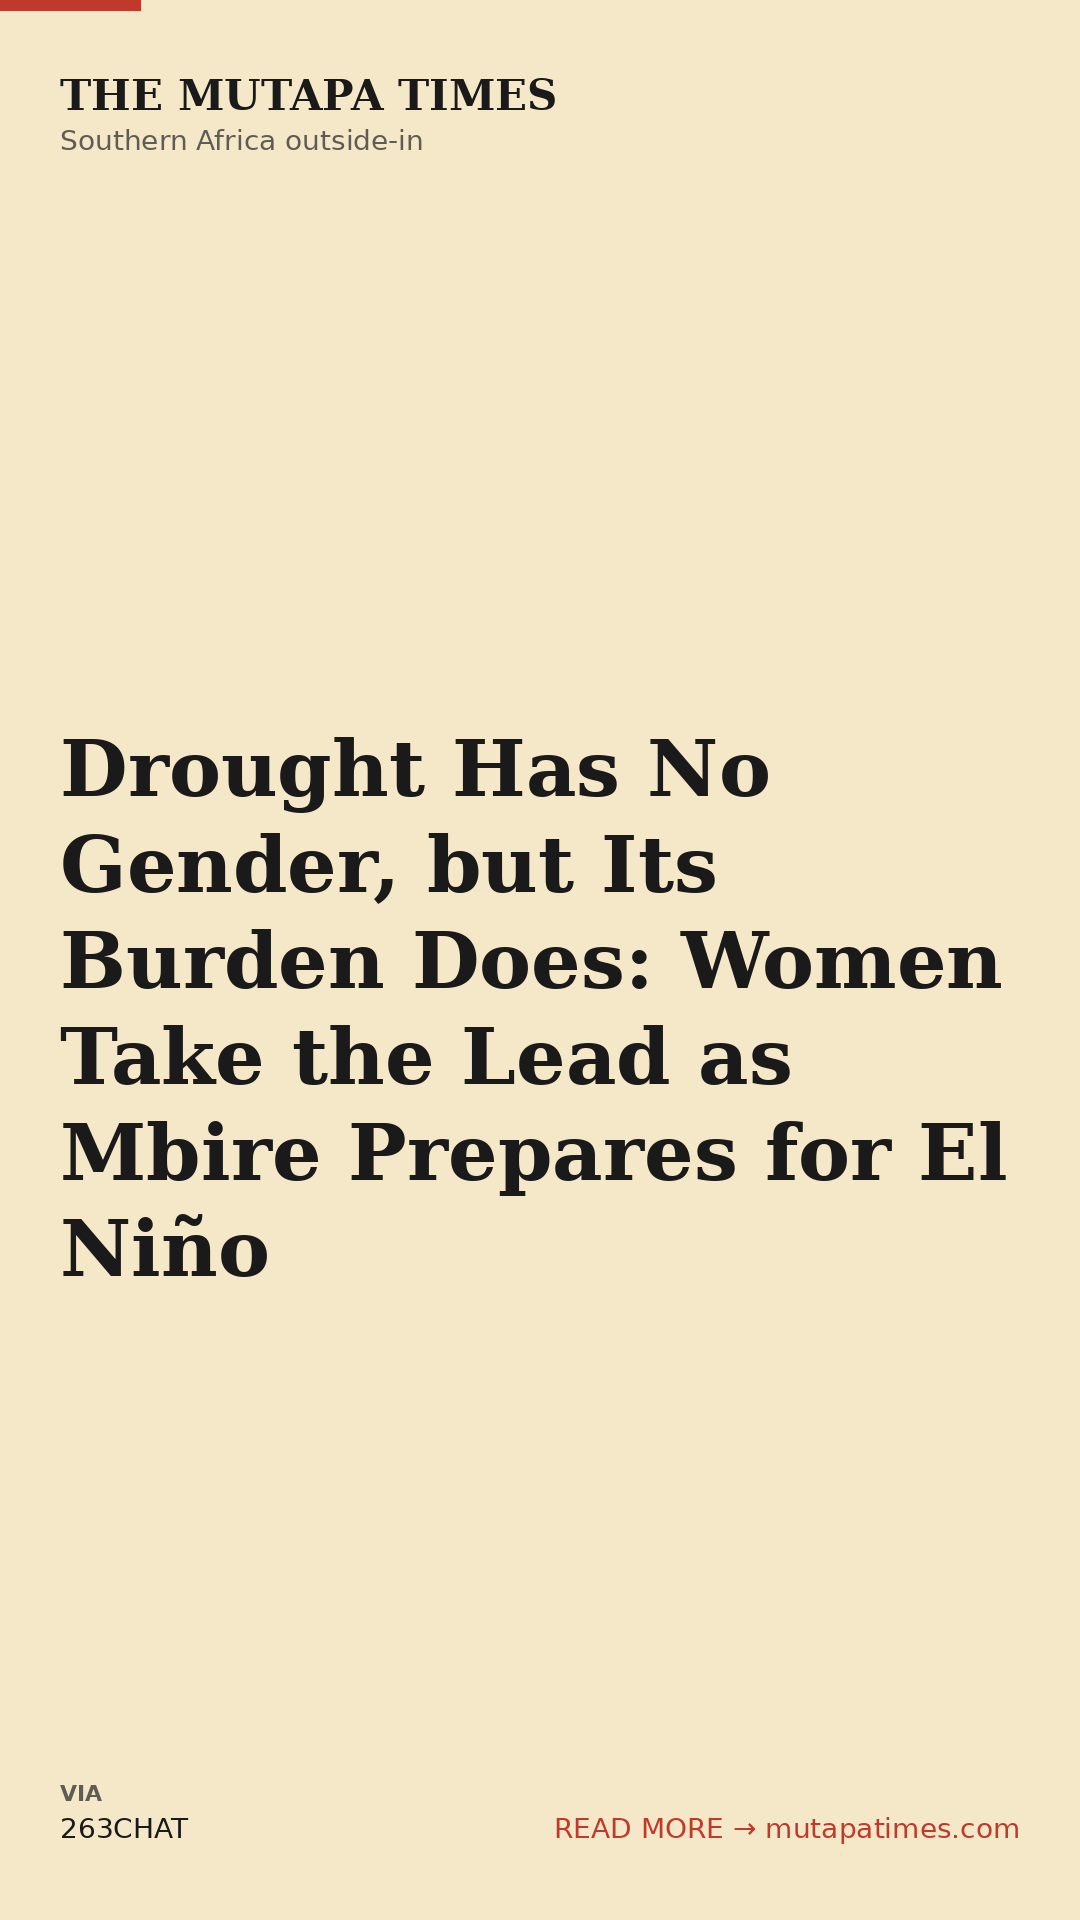 THE MUTAPA TIMES
Southern Africa outside-in
Drought Has No
Gender, but Its
Burden Does: Women
Take the Lead as
Mbire Prepares for El
Niño
VIA
263CHAT
READ MORE → mutapatimes.com